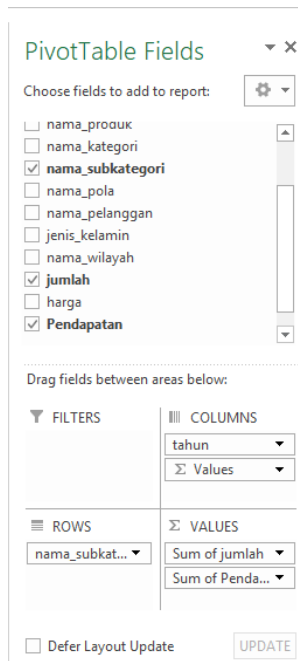 PivotTable Fields
Choose fields to add to report:
nama_produk
nama_kategori
nama_subkategori
nama_pola
nama_pelanggan
jenis_kelamin
nama_wilayah
jumlah
harga
Pendapatan
Drag fields between areas below:
FILTERS
COLUMNS
tahun
Σ Values
ROWS
nama_subkat...
Σ VALUES
Sum of jumlah
Sum of Penda...
Defer Layout Update
UPDATE